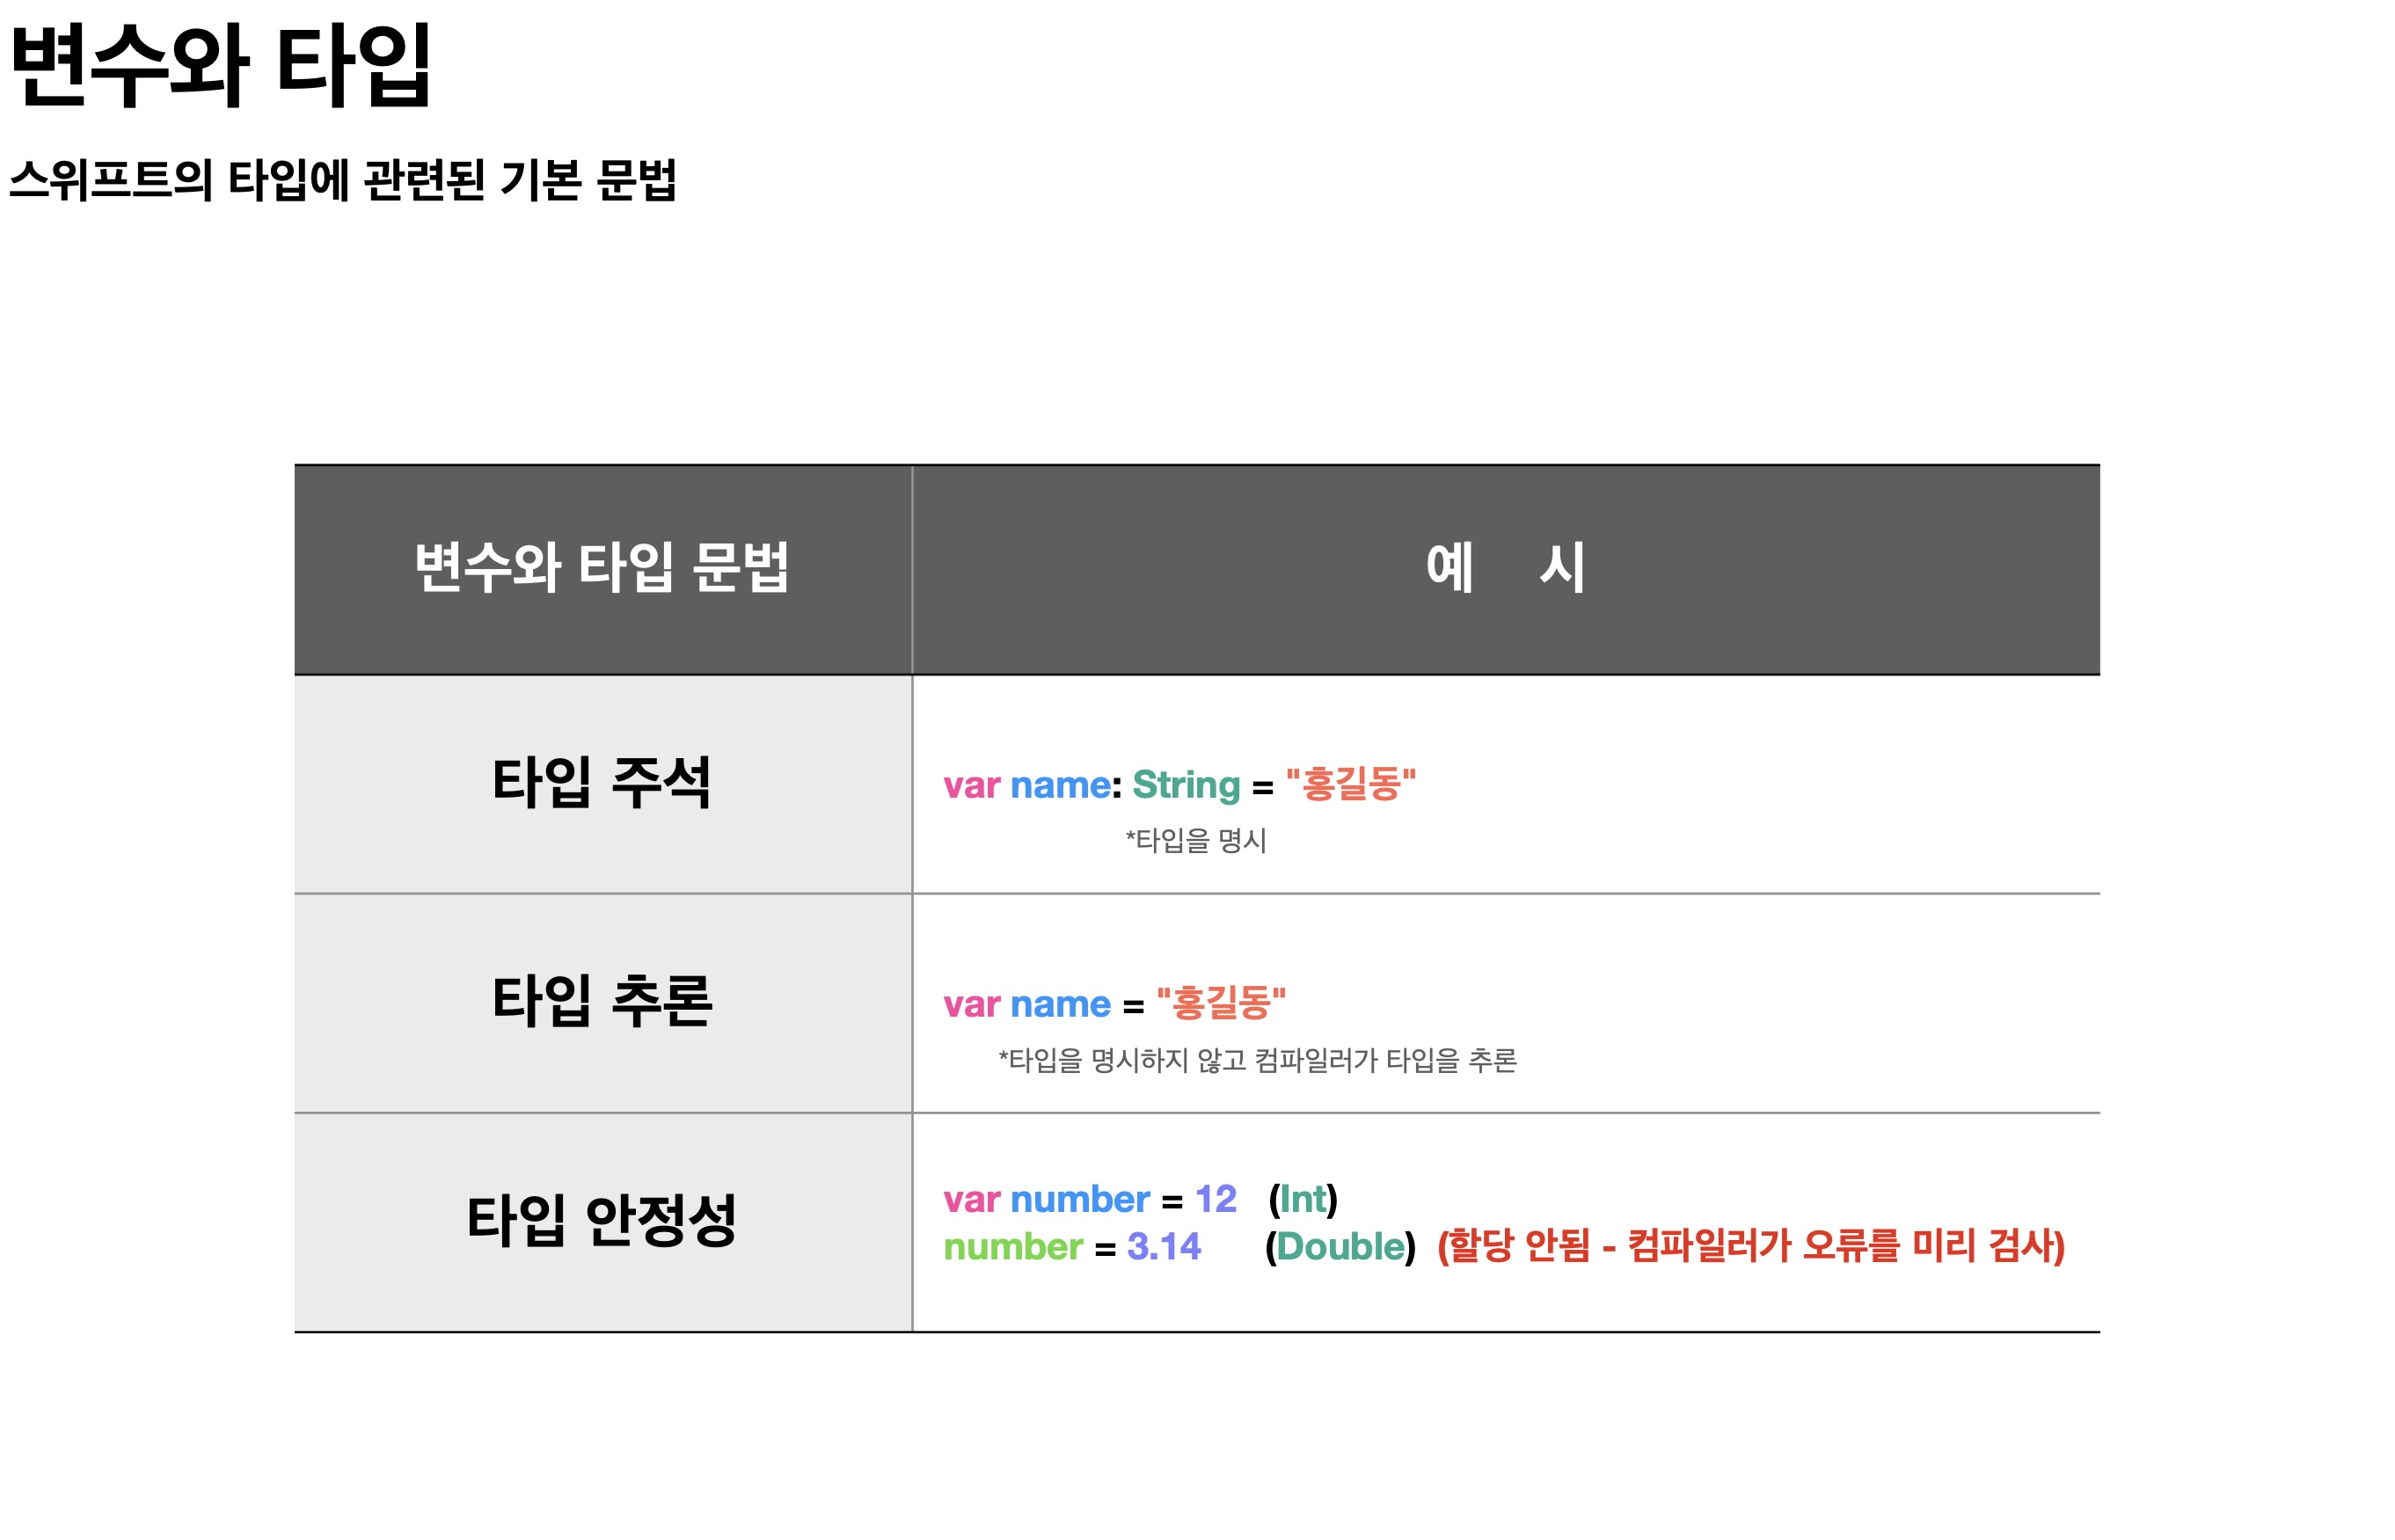 변수와 타입
스위프트의 타입에 관련된 기본 문법
변수와 타입 문법
예 시
타입 주석
var name: String = "홍길동"
*타입을 명시
타입 추론
var name = "홍길동"
*타입을 명시하지 않고 컴파일러가 타입을 추론
타입 안정성
var number = 12 (Int)
number = 3.14 (Double) (할당 안됨 - 컴파일러가 오류를 미리 검사)